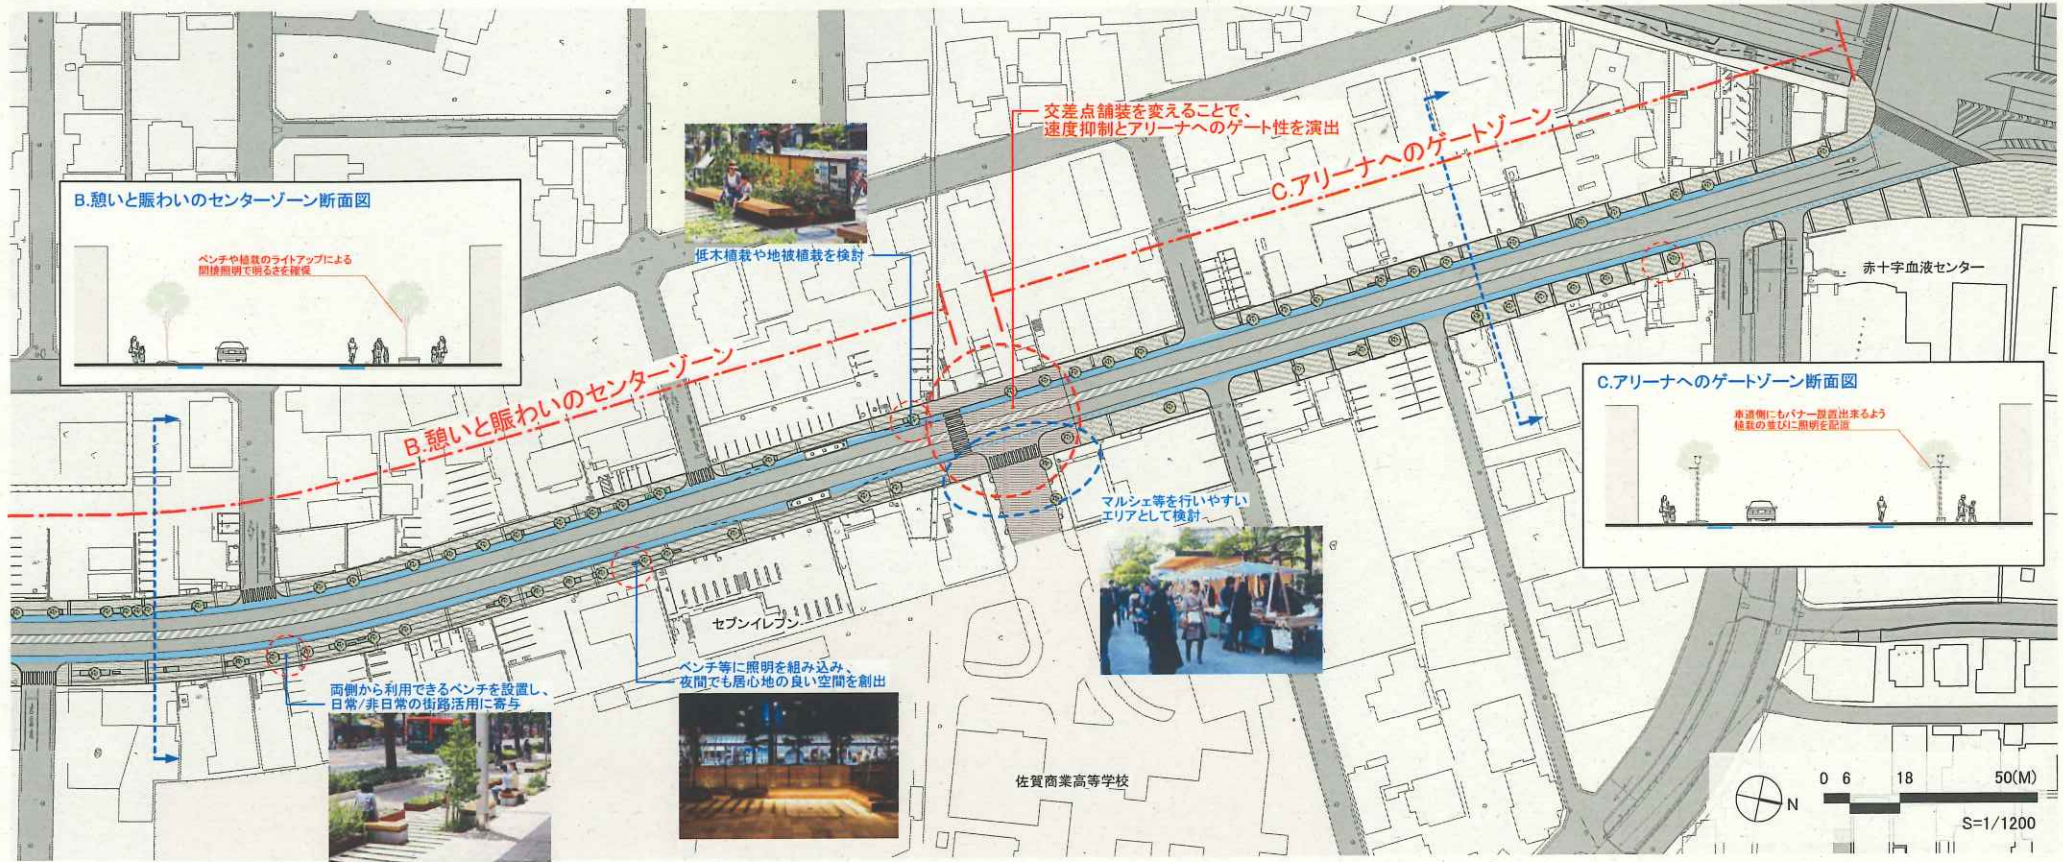 交差点舗装を変えることで、
速度抑制とアリーナへのゲート性を演出
C.アリーナへのゲートゾーン
B.憩いと賑わいのセンターゾーン断面図
ベンチや植栽のライトアップによる
間接照明で明るさを確保
低木植栽や地被植栽を検討
赤十字血液センター
B.憩いと賑わいのセンターゾーン
C.アリーナへのゲートゾーン断面図
車道側にもバナー設置出来るよう
植栽の並びに照明を配置
マルシェ等を行いやすい
エリアとして検討
セブンイレブン
ベンチ等に照明を組み込み、
夜間でも居心地の良い空間を創出
両側から利用できるベンチを設置し、
日常/非日常の街路活用に寄与
佐賀商業高等学校
N
0 6 18 50(M)
S=1/1200